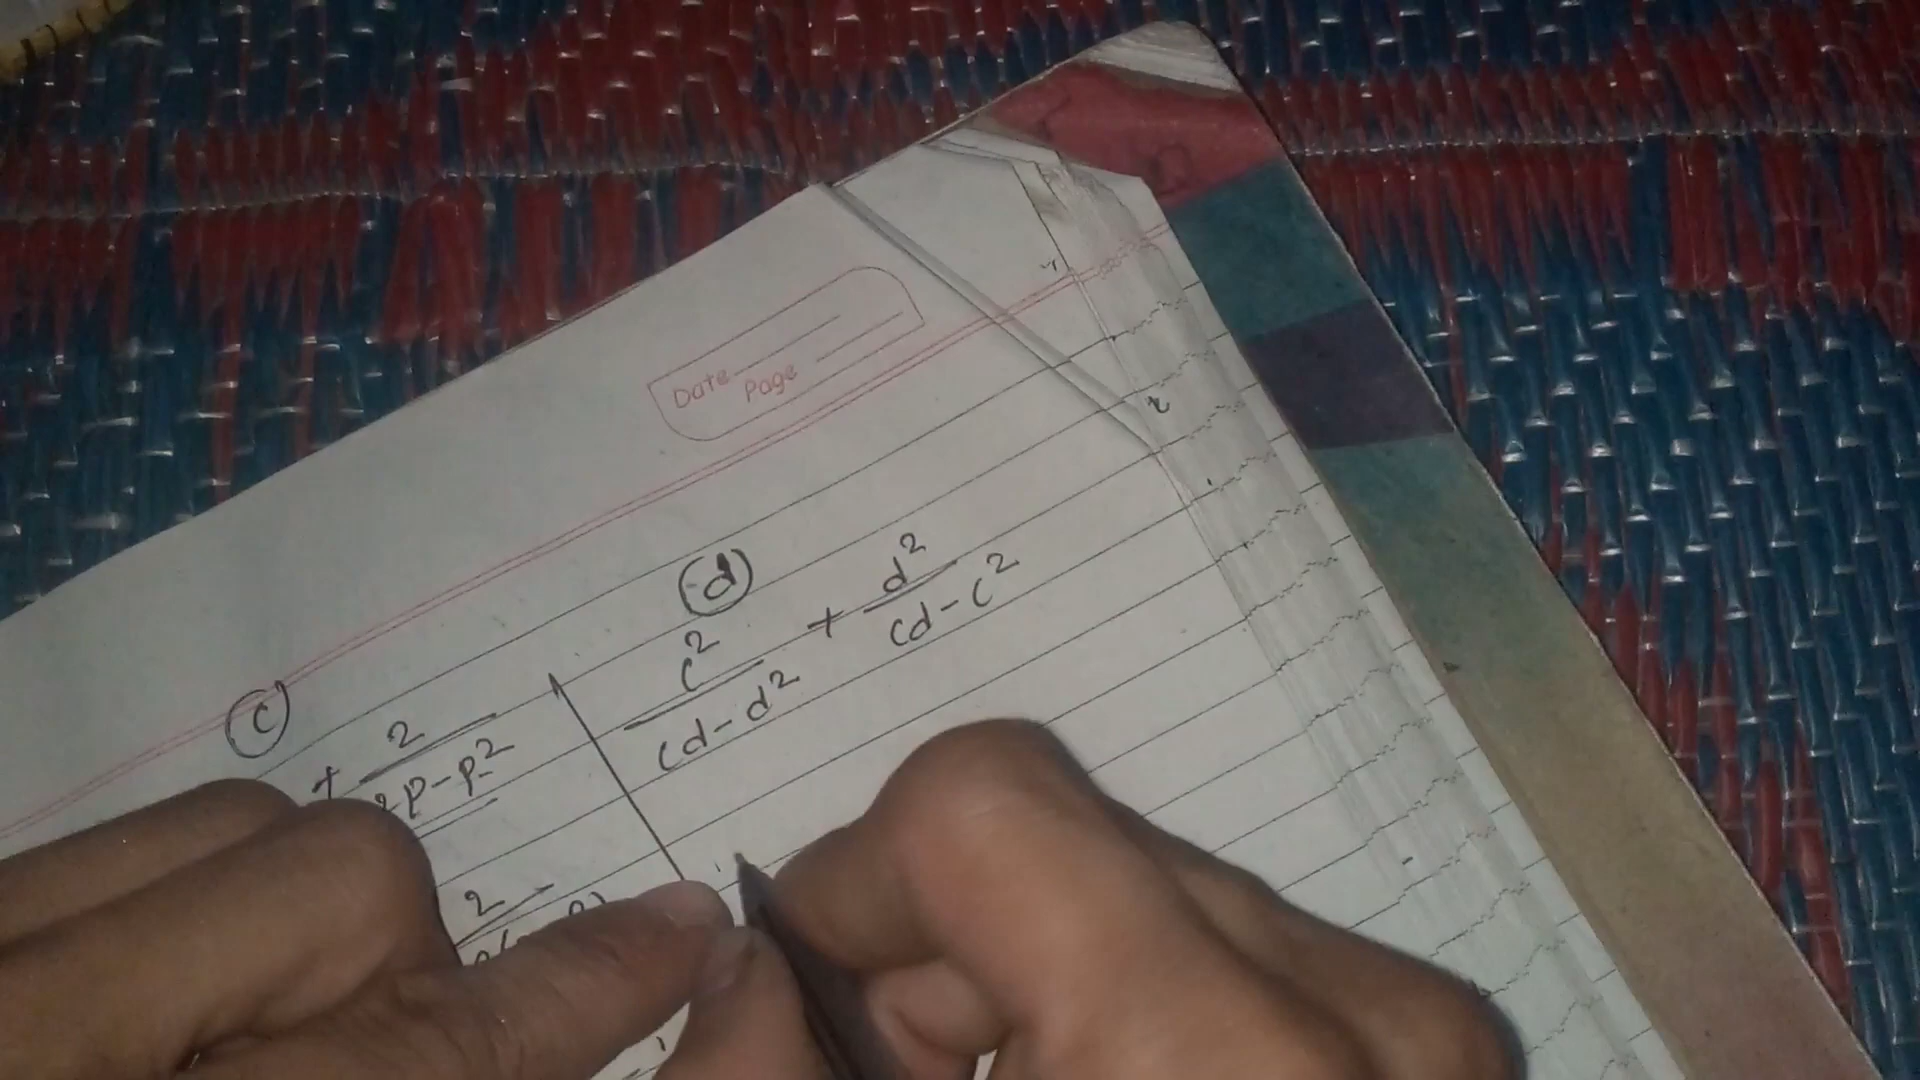 Date
Page
(d)
c²/(cd-d²) + d²/(cd-c²)
(c)
+ 2/(2p-p²)
2